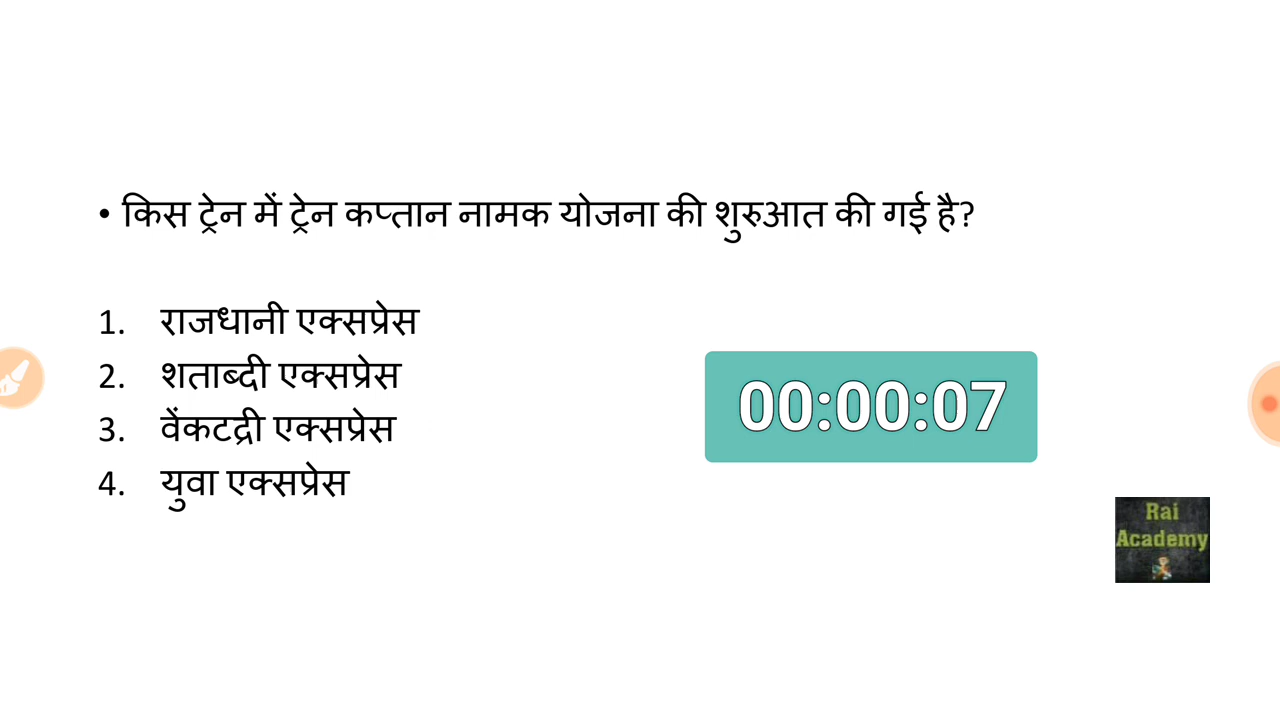 • किस ट्रेन में ट्रेन कप्तान नामक योजना की शुरुआत की गई है?
1. राजधानी एक्सप्रेस
2. शताब्दी एक्सप्रेस
3. वेंकटद्री एक्सप्रेस
4. युवा एक्सप्रेस
00:00:07
Rai
Academy